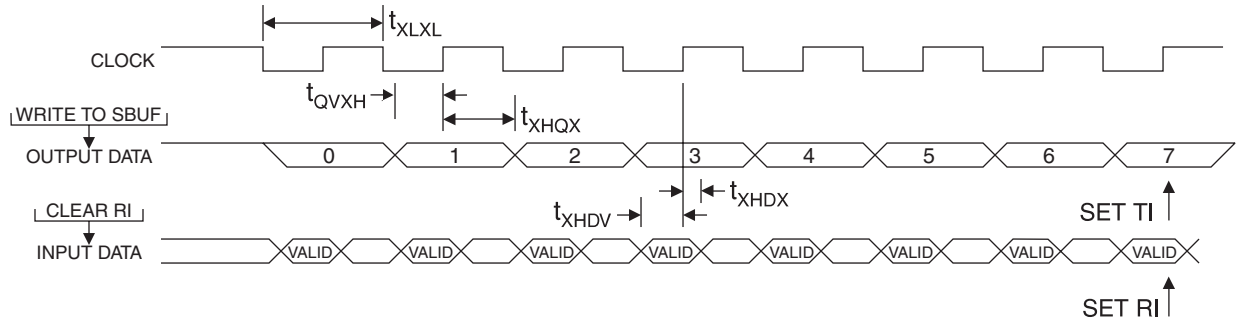 tXLXL
CLOCK
tQVXH
tXHQX
WRITE TO SBUF
OUTPUT DATA 0 1 2 3 4 5 6 7
tXHDX
tXHDV
SET TI
CLEAR RI
INPUT DATA VALID VALID VALID VALID VALID VALID VALID VALID
SET RI